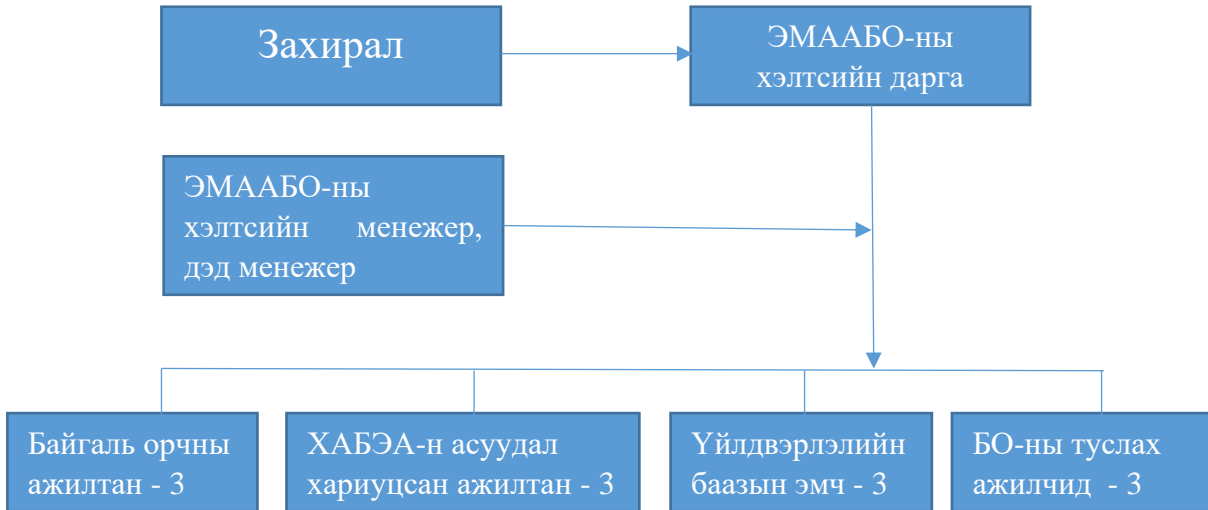 Захирал
ЭМААБО-ны
хэлтсийн дарга
ЭМААБО-ны
хэлтсийн менежер,
дэд менежер
Байгаль орчны
ажилтан - 3
ХАБЭА-н асуудал
хариуцсан ажилтан - 3
Үйлдвэрлэлийн
баазын эмч - 3
БО-ны туслах
ажилчид - 3